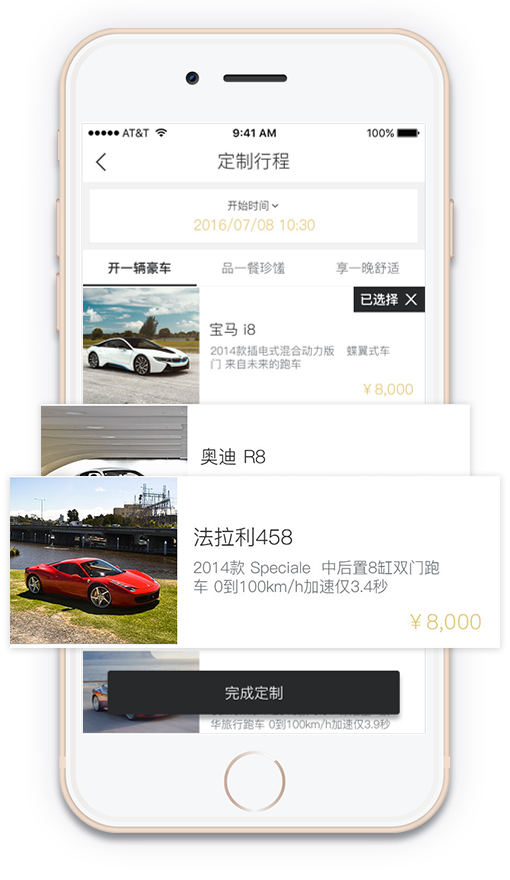 ●●●●● AT&T 9:41 AM 100%
定制行程
开始时间
2016/07/08 10:30
开一辆豪车 品一餐珍馐 享一晚舒适
已选择
宝马 i8
2014款插电式混合动力版 蝶翼式车
门 来自未来的跑车
¥8,000
奥迪 R8
法拉利458
2014款 Speciale 中后置8缸双门跑
车 0到100km/h加速仅3.4秒
¥8,000
完成定制
华旅行跑车 0到100km/h加速仅3.9秒